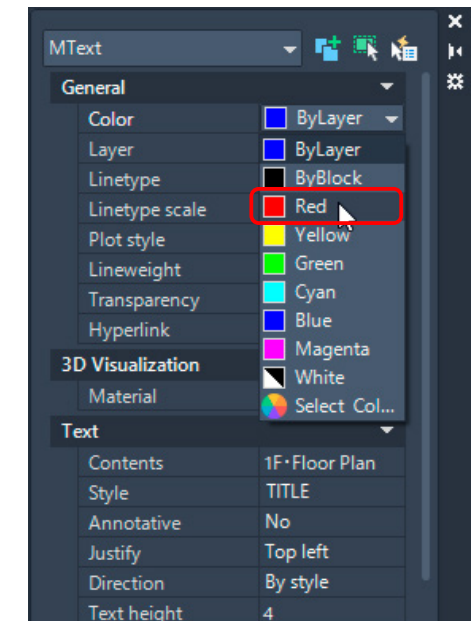 MText
General
Color ByLayer
Layer ByLayer
Linetype ByBlock
Linetype scale Red
Plot style Yellow
Lineweight Green
Transparency Cyan
Hyperlink Blue
3D Visualization Magenta
Material White
Select Col...
Text
Contents 1F・Floor Plan
Style TITLE
Annotative No
Justify Top left
Direction By style
Text height 4